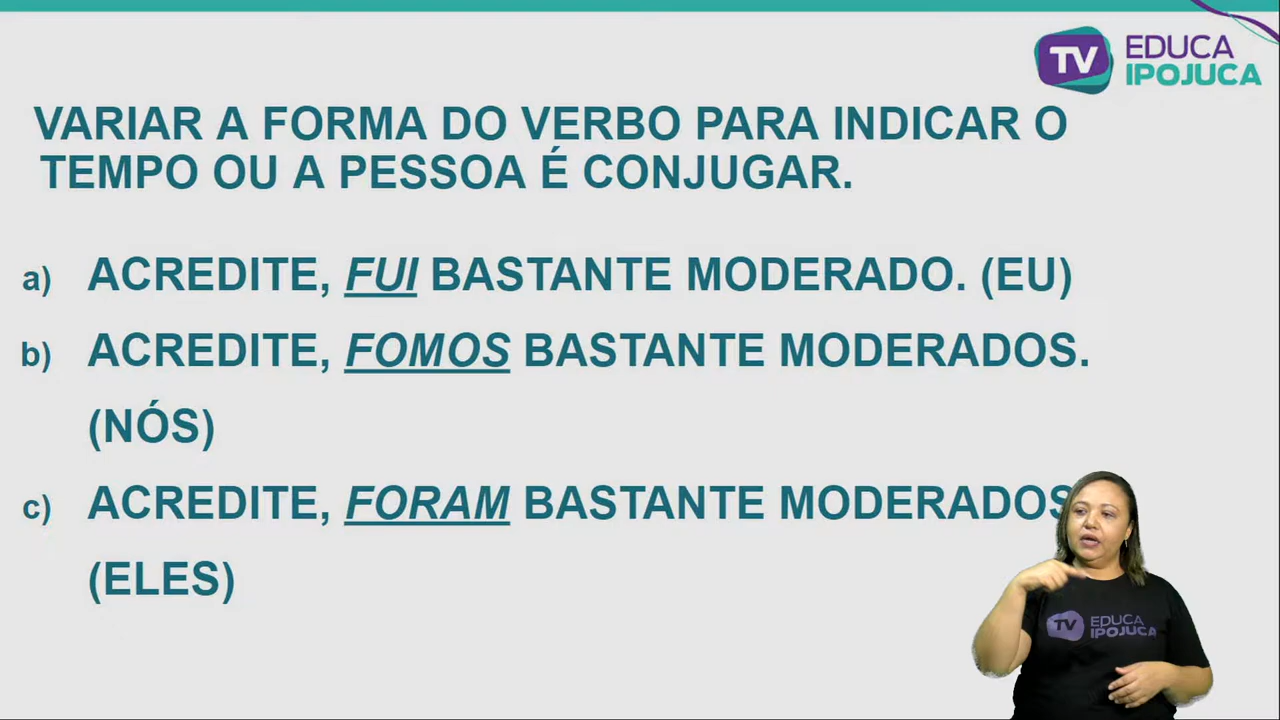 TV EDUCA
IPOJUCA
VARIAR A FORMA DO VERBO PARA INDICAR O
TEMPO OU A PESSOA É CONJUGAR.
a) ACREDITE, FUI BASTANTE MODERADO. (EU)
b) ACREDITE, FOMOS BASTANTE MODERADOS.
(NÓS)
c) ACREDITE, FORAM BASTANTE MODERADOS
(ELES)
TV EDUCA
IPOJUCA